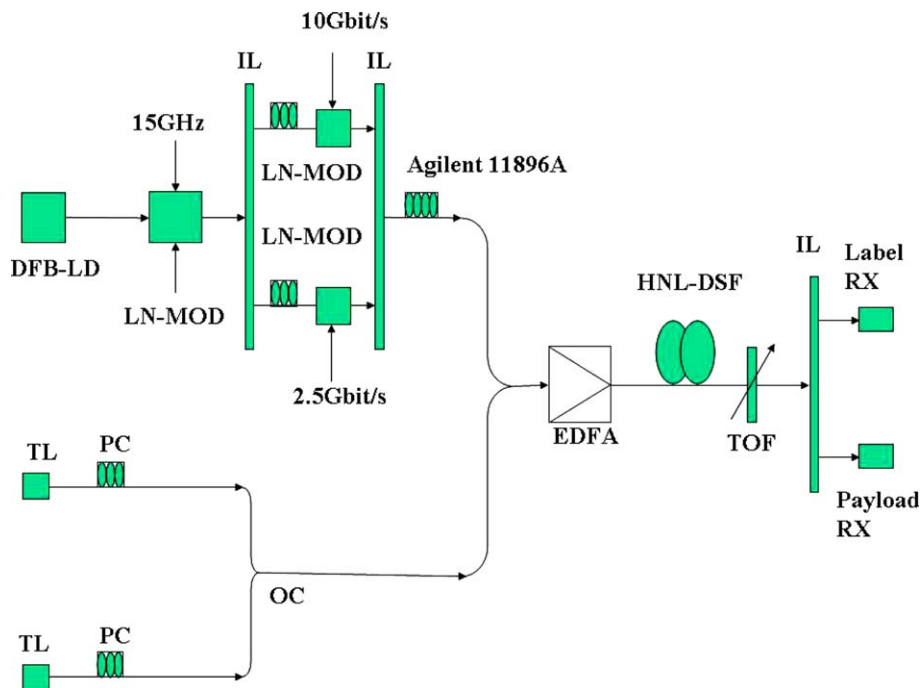 10Gbit/s
IL
IL
15GHz
LN-MOD
Agilent 11896A
LN-MOD
DFB-LD
LN-MOD
2.5Gbit/s
HNL-DSF
IL
Label
RX
EDFA
TOF
Payload
RX
TL
PC
OC
TL
PC